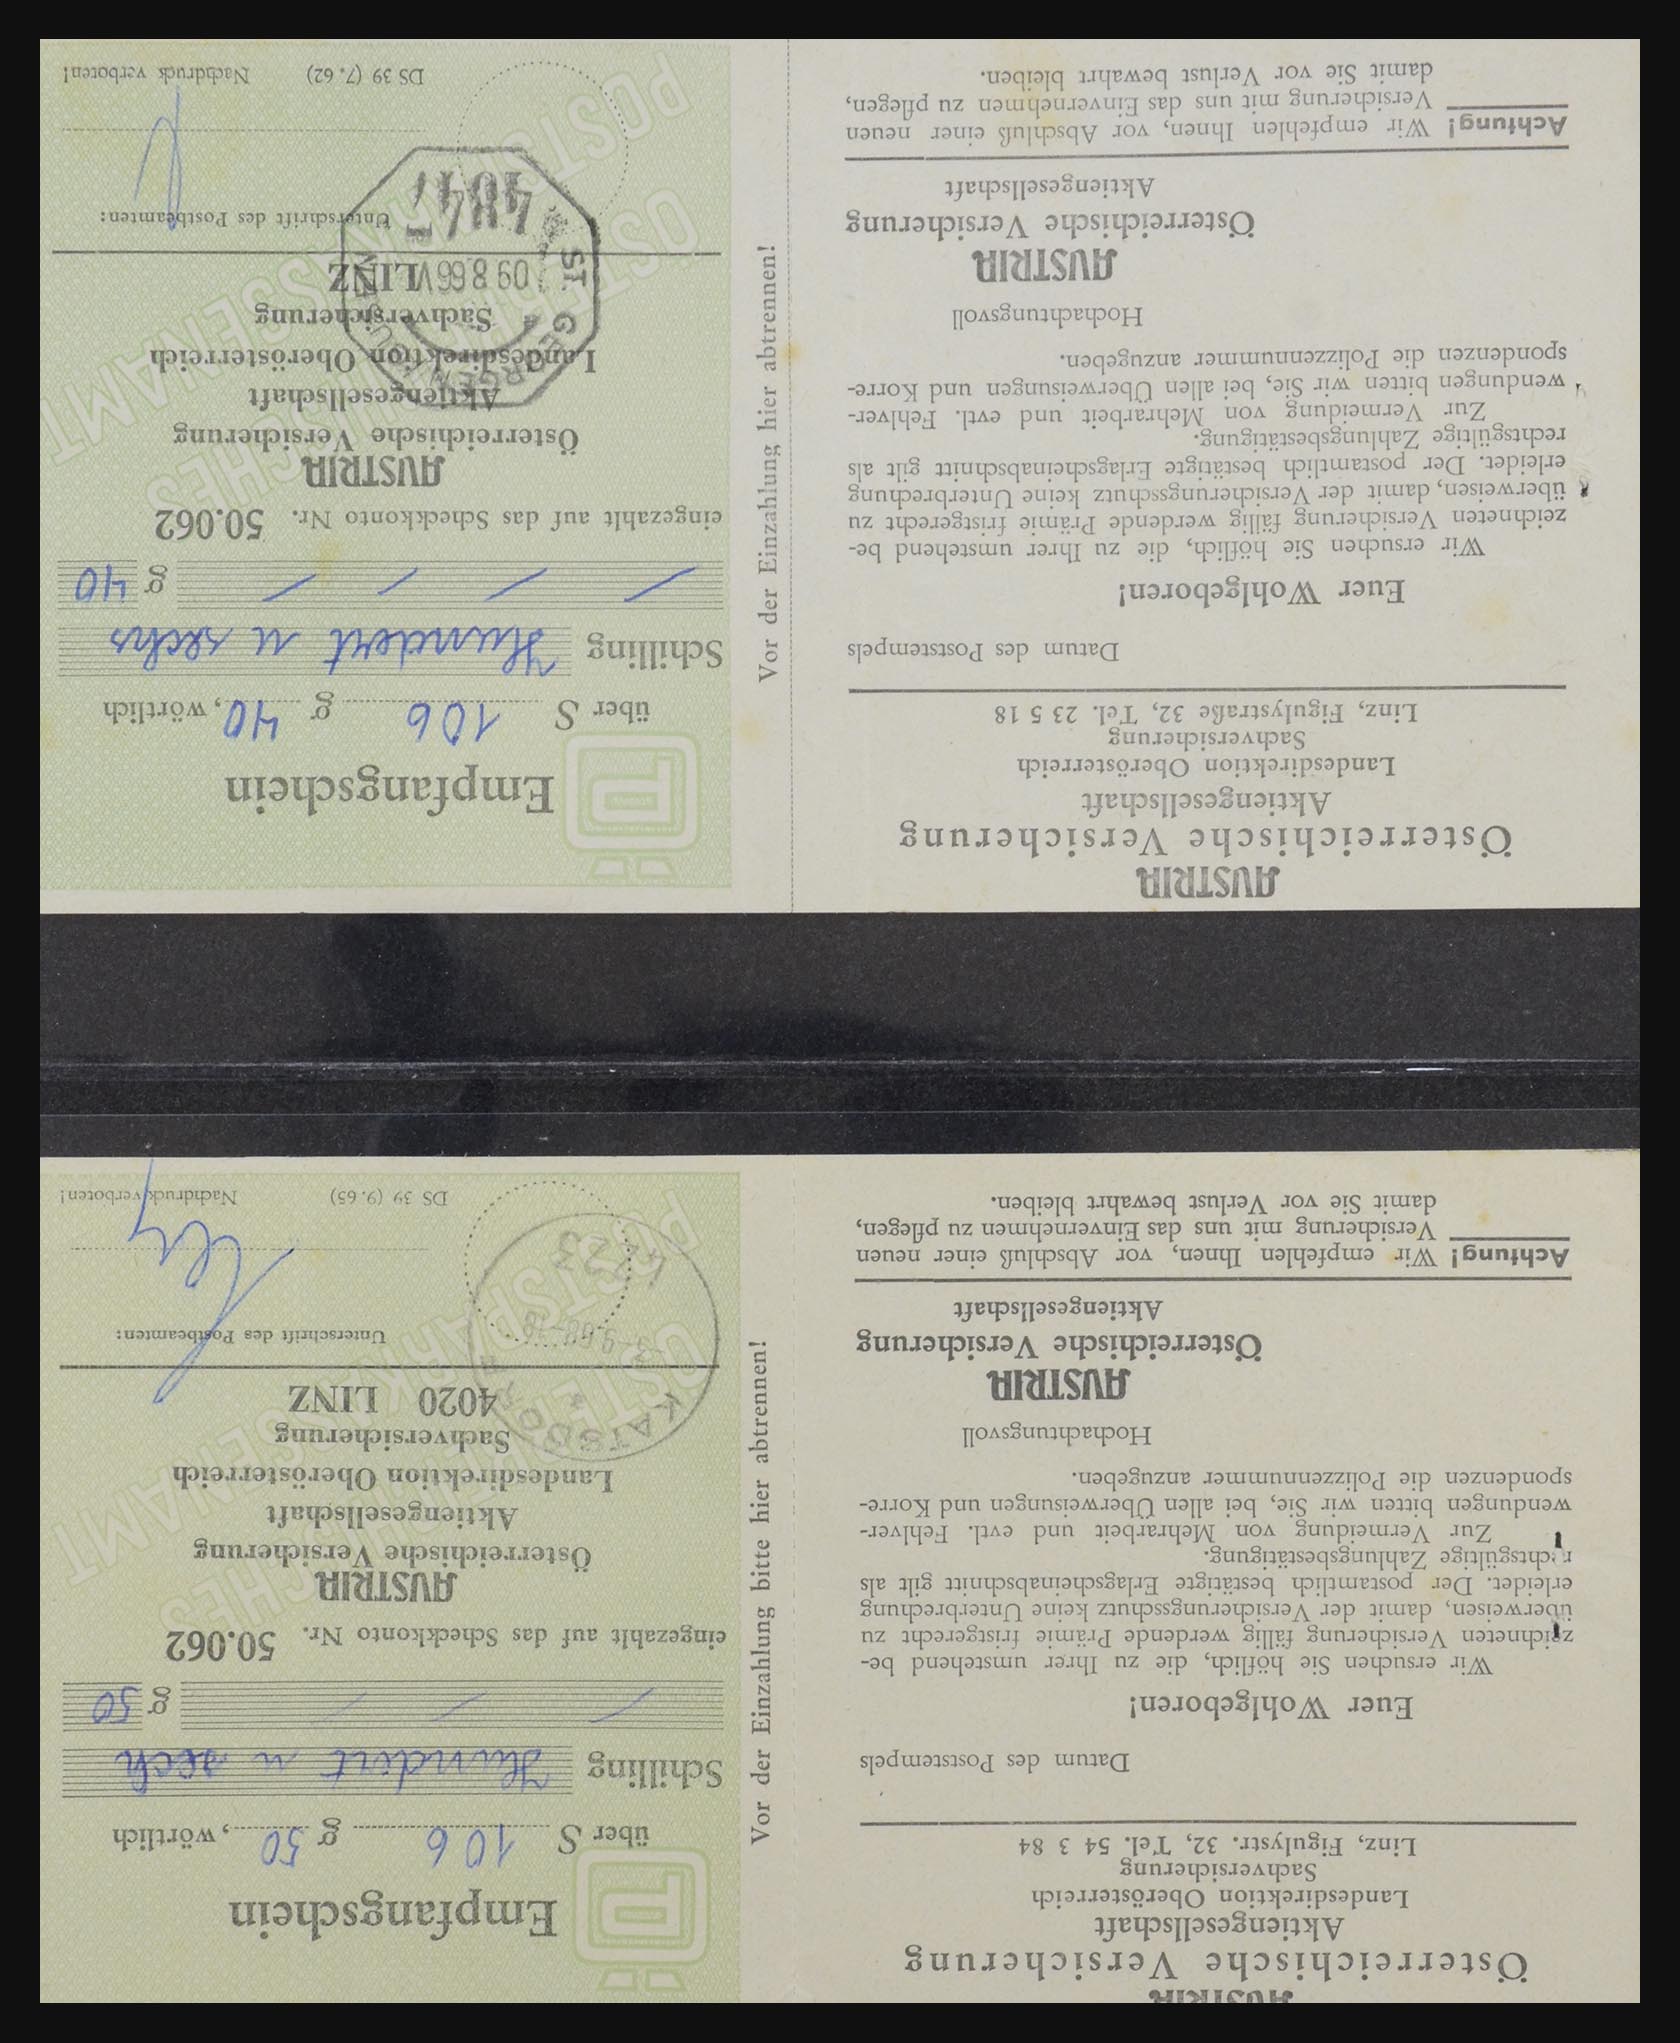 AUSTRIA
Österreichische Versicherung
Aktiengesellschaft
Landesdirektion Oberösterreich
Sachversicherung
Linz, Figulystr. 32, Tel. 54 3 84
Datum des Poststempels
Euer Wohlgeboren!
Wir ersuchen Sie höflich, die zu Ihrer umstehend be-
zeichneten Versicherung fällig werdende Prämie fristgerecht zu
überweisen, damit der Versicherungsschutz keine Unterbrechung
erleidet. Der postamtlich bestätigte Erlagscheinabschnitt gilt als
rechtsgültige Zahlungsbestätigung.
Zur Vermeidung von Mehrarbeit und evtl. Fehlver-
wendungen bitten wir Sie, bei allen Überweisungen und Korre-
spondenzen die Polizzennummer anzugeben.
Hochachtungsvoll
AUSTRIA
Österreichische Versicherung
Aktiengesellschaft
Achtung! Wir empfehlen Ihnen, vor Abschluß einer neuen
Versicherung mit uns das Einvernehmen zu pflegen,
damit Sie vor Verlust bewahrt bleiben.
Vor der Einzahlung bitte hier abtrennen!
Empfangschein
über S 106 g 50, wörtlich
Schilling Hundert u sech
g 50
eingezahlt auf das Scheckkonto Nr. 50.062
AUSTRIA
Österreichische Versicherung
Aktiengesellschaft
Landesdirektion Oberösterreich
Sachversicherung
4020 LINZ
KATSDORF
Unterschrift des Postbeamten:
DS 39 (9. 65) Nachdruck verboten!
ÖSTERREICHISCHES
POSTSPARKASSENAMT
AUSTRIA
Österreichische Versicherung
Aktiengesellschaft
Landesdirektion Oberösterreich
Sachversicherung
Linz, Figulystraße 32, Tel. 23 5 18
Datum des Poststempels
Euer Wohlgeboren!
Wir ersuchen Sie höflich, die zu Ihrer umstehend be-
zeichneten Versicherung fällig werdende Prämie fristgerecht zu
überweisen, damit der Versicherungsschutz keine Unterbrechung
erleidet. Der postamtlich bestätigte Erlagscheinabschnitt gilt als
rechtsgültige Zahlungsbestätigung.
Zur Vermeidung von Mehrarbeit und evtl. Fehlver-
wendungen bitten wir Sie, bei allen Überweisungen und Korre-
spondenzen die Polizzennummer anzugeben.
Hochachtungsvoll
AUSTRIA
Österreichische Versicherung
Aktiengesellschaft
Achtung! Wir empfehlen Ihnen, vor Abschluß einer neuen
Versicherung mit uns das Einvernehmen zu pflegen,
damit Sie vor Verlust bewahrt bleiben.
Vor der Einzahlung hier abtrennen!
Empfangschein
über S 106 g 40, wörtlich
Schilling Hundert u sechs
g 40
eingezahlt auf das Scheckkonto Nr. 50.062
AUSTRIA
Österreichische Versicherung
Aktiengesellschaft
Landesdirektion Oberösterreich
Sachversicherung
LINZ
ST. GEORGEN
09 8 66
Unterschrift des Postbeamten:
DS 39 (7. 62) Nachdruck verboten!
ÖSTERREICHISCHES
POSTSPARKASSENAMT